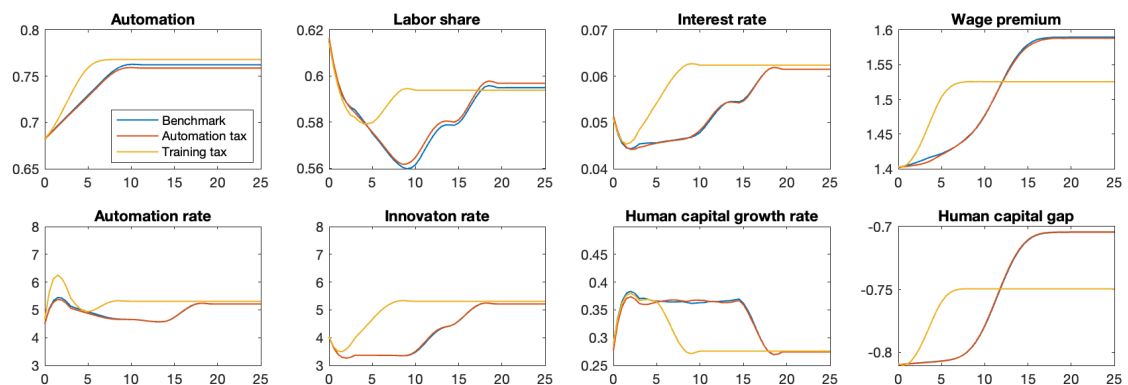 Automation
0.8
0.75
0.7
0.65
0 5 10 15 20 25
Benchmark
Automation tax
Training tax
Labor share
0.62
0.6
0.58
0.56
0 5 10 15 20 25
Interest rate
0.07
0.06
0.05
0.04
0 5 10 15 20 25
Wage premium
1.6
1.55
1.5
1.45
1.4
0 5 10 15 20 25
Automation rate
8
7
6
5
4
3
0 5 10 15 20 25
Innovaton rate
8
7
6
5
4
3
0 5 10 15 20 25
Human capital growth rate
0.45
0.4
0.35
0.3
0.25
0 5 10 15 20 25
Human capital gap
-0.7
-0.75
-0.8
0 5 10 15 20 25